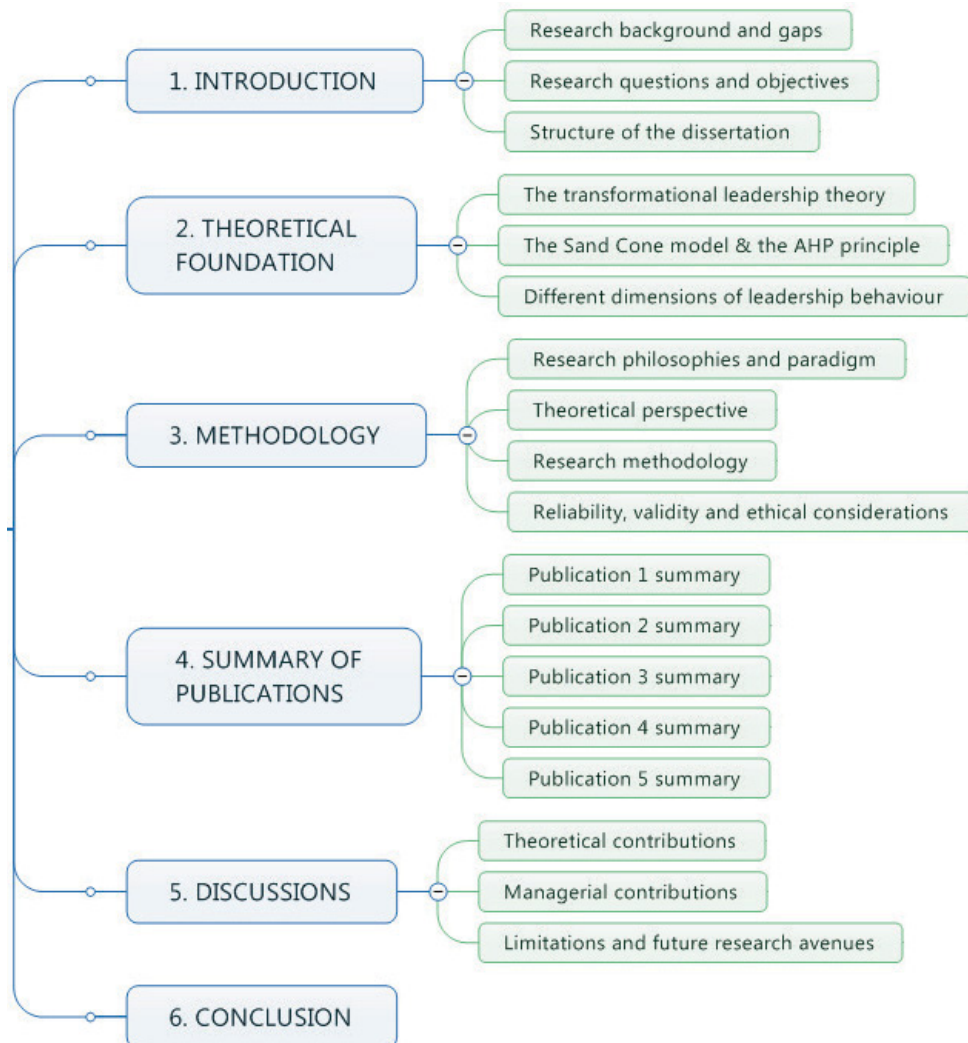 1. INTRODUCTION
Research background and gaps
Research questions and objectives
Structure of the dissertation
2. THEORETICAL
FOUNDATION
The transformational leadership theory
The Sand Cone model & the AHP principle
Different dimensions of leadership behaviour
3. METHODOLOGY
Research philosophies and paradigm
Theoretical perspective
Research methodology
Reliability, validity and ethical considerations
4. SUMMARY OF
PUBLICATIONS
Publication 1 summary
Publication 2 summary
Publication 3 summary
Publication 4 summary
Publication 5 summary
5. DISCUSSIONS
Theoretical contributions
Managerial contributions
Limitations and future research avenues
6. CONCLUSION